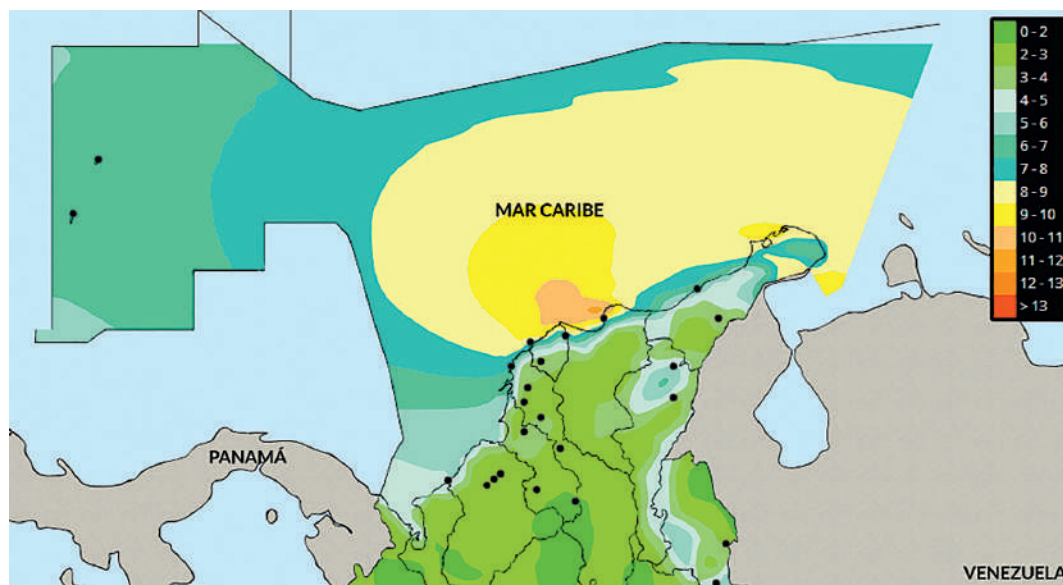 0 - 2
2 - 3
3 - 4
4 - 5
5 - 6
6 - 7
7 - 8
8 - 9
9 - 10
10 - 11
11 - 12
12 - 13
> 13
MAR CARIBE
PANAMÁ
VENEZUELA